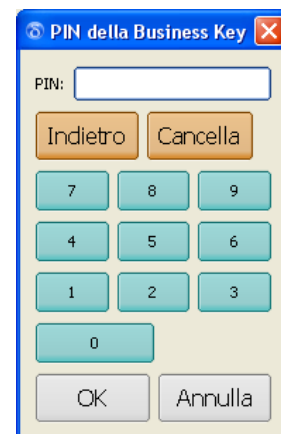 PIN della Business Key
PIN:
Indietro Cancella
7 8 9
4 5 6
1 2 3
0
OK Annulla